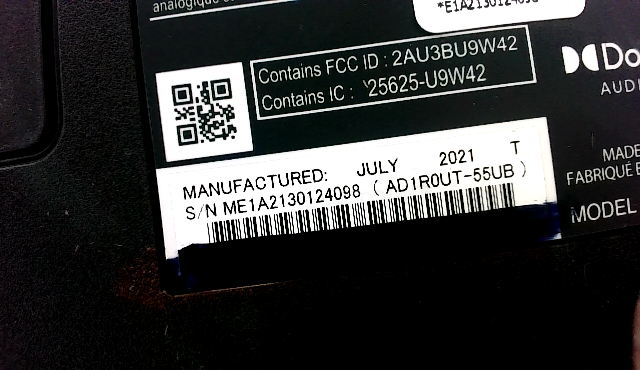 analogique
*E1A2130124098
Contains FCC ID : 2AU3BU9W42
Contains IC : 25625-U9W42
Do
AUDI
MANUFACTURED: JULY 2021 T
S/N ME1A2130124098 ( AD1R0UT-55UB )
MADE
FABRIQUÉ
MODEL